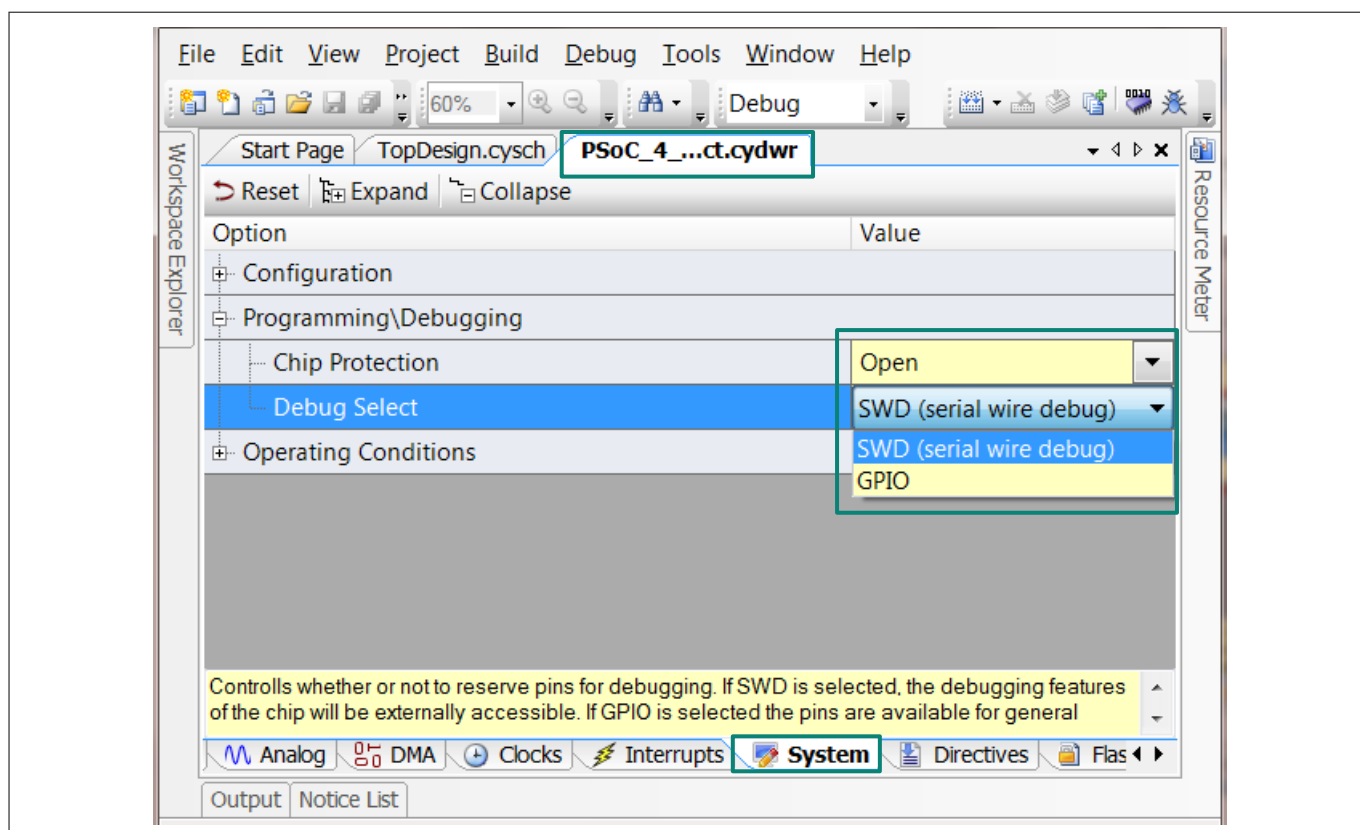 File Edit View Project Build Debug Tools Window Help
60% Debug
Start Page TopDesign.cysch PSoC_4_...ct.cydwr
Workspace Explorer
Resource Meter
Reset Expand Collapse
Option Value
Configuration
Programming\Debugging
Chip Protection Open
Debug Select SWD (serial wire debug)
SWD (serial wire debug)
Operating Conditions
GPIO
Controlls whether or not to reserve pins for debugging. If SWD is selected, the debugging features
of the chip will be externally accessible. If GPIO is selected the pins are available for general
Analog DMA Clocks Interrupts System Directives Flas
Output Notice List